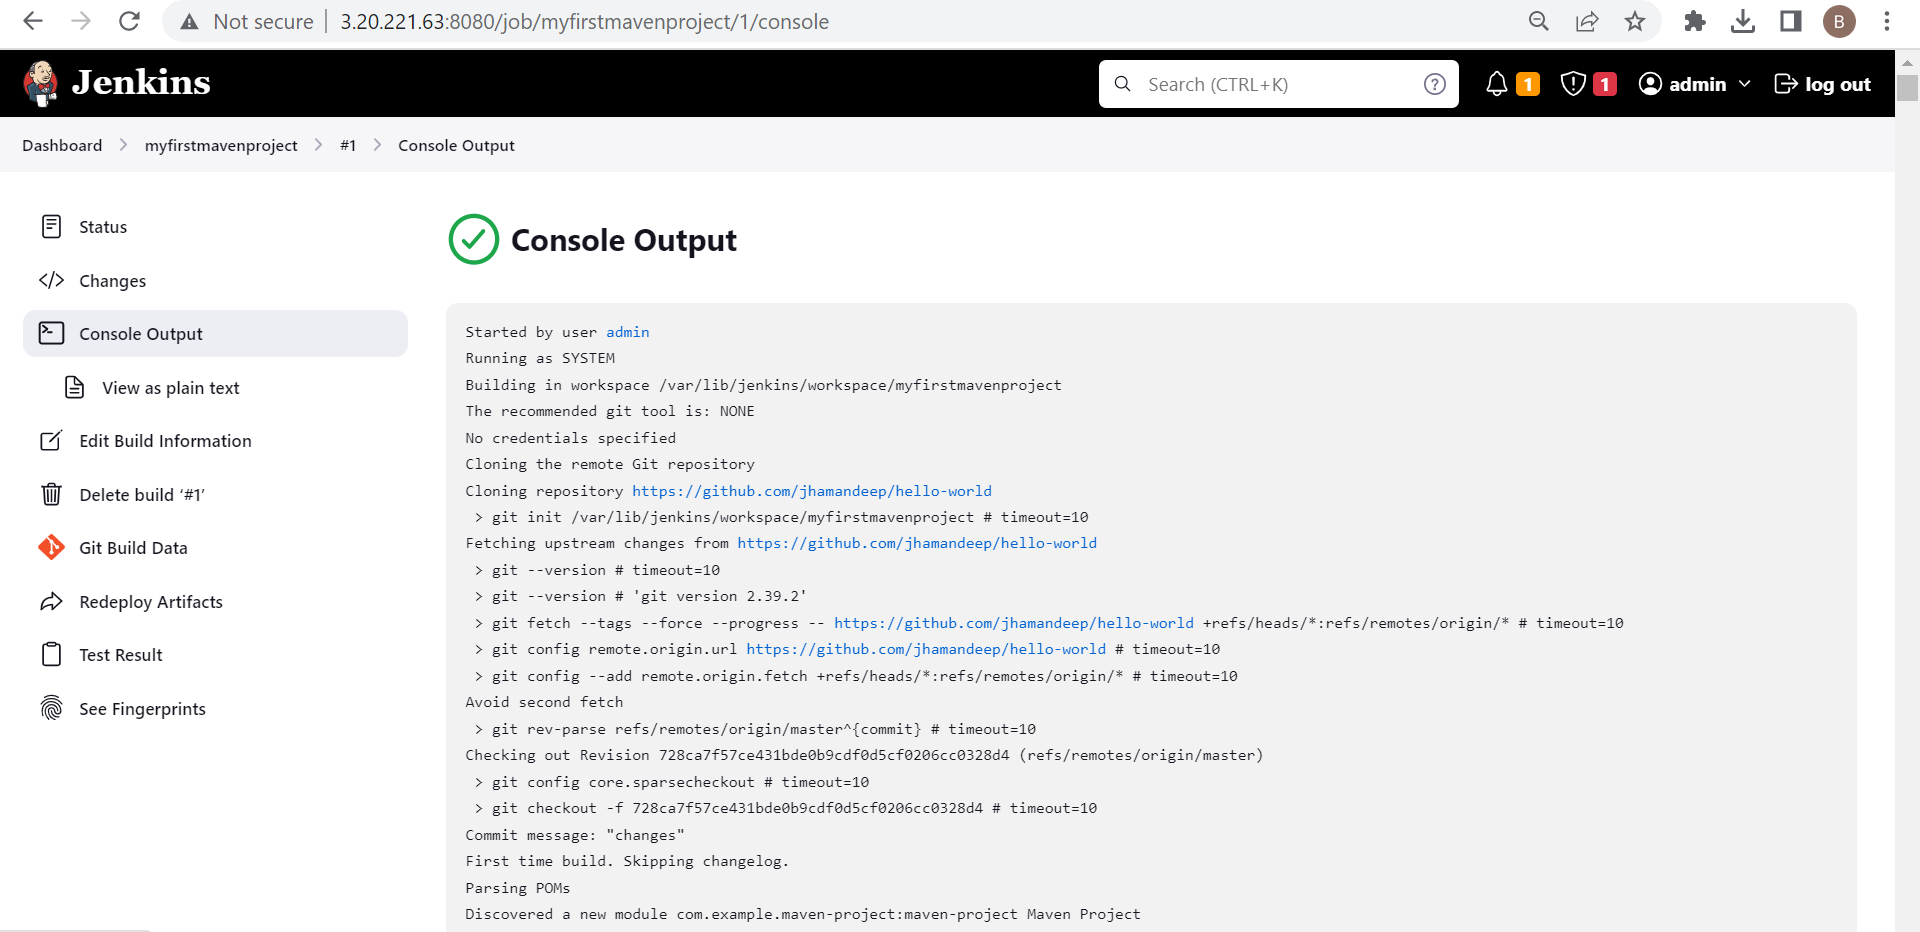 Not secure 3.20.221.63:8080/job/myfirstmavenproject/1/console B
Jenkins Search (CTRL+K) ? 1 1 admin log out
Dashboard > myfirstmavenproject > #1 > Console Output
Status
Changes
Console Output
View as plain text
Edit Build Information
Delete build ‘#1’
Git Build Data
Redeploy Artifacts
Test Result
See Fingerprints
Console Output
Started by user admin
Running as SYSTEM
Building in workspace /var/lib/jenkins/workspace/myfirstmavenproject
The recommended git tool is: NONE
No credentials specified
Cloning the remote Git repository
Cloning repository https://github.com/jhamandeep/hello-world
> git init /var/lib/jenkins/workspace/myfirstmavenproject # timeout=10
Fetching upstream changes from https://github.com/jhamandeep/hello-world
> git --version # timeout=10
> git --version # 'git version 2.39.2'
> git fetch --tags --force --progress -- https://github.com/jhamandeep/hello-world +refs/heads/*:refs/remotes/origin/* # timeout=10
> git config remote.origin.url https://github.com/jhamandeep/hello-world # timeout=10
> git config --add remote.origin.fetch +refs/heads/*:refs/remotes/origin/* # timeout=10
Avoid second fetch
> git rev-parse refs/remotes/origin/master^{commit} # timeout=10
Checking out Revision 728ca7f57ce431bde0b9cdf0d5cf0206cc0328d4 (refs/remotes/origin/master)
> git config core.sparsecheckout # timeout=10
> git checkout -f 728ca7f57ce431bde0b9cdf0d5cf0206cc0328d4 # timeout=10
Commit message: "changes"
First time build. Skipping changelog.
Parsing POMs
Discovered a new module com.example.maven-project:maven-project Maven Project